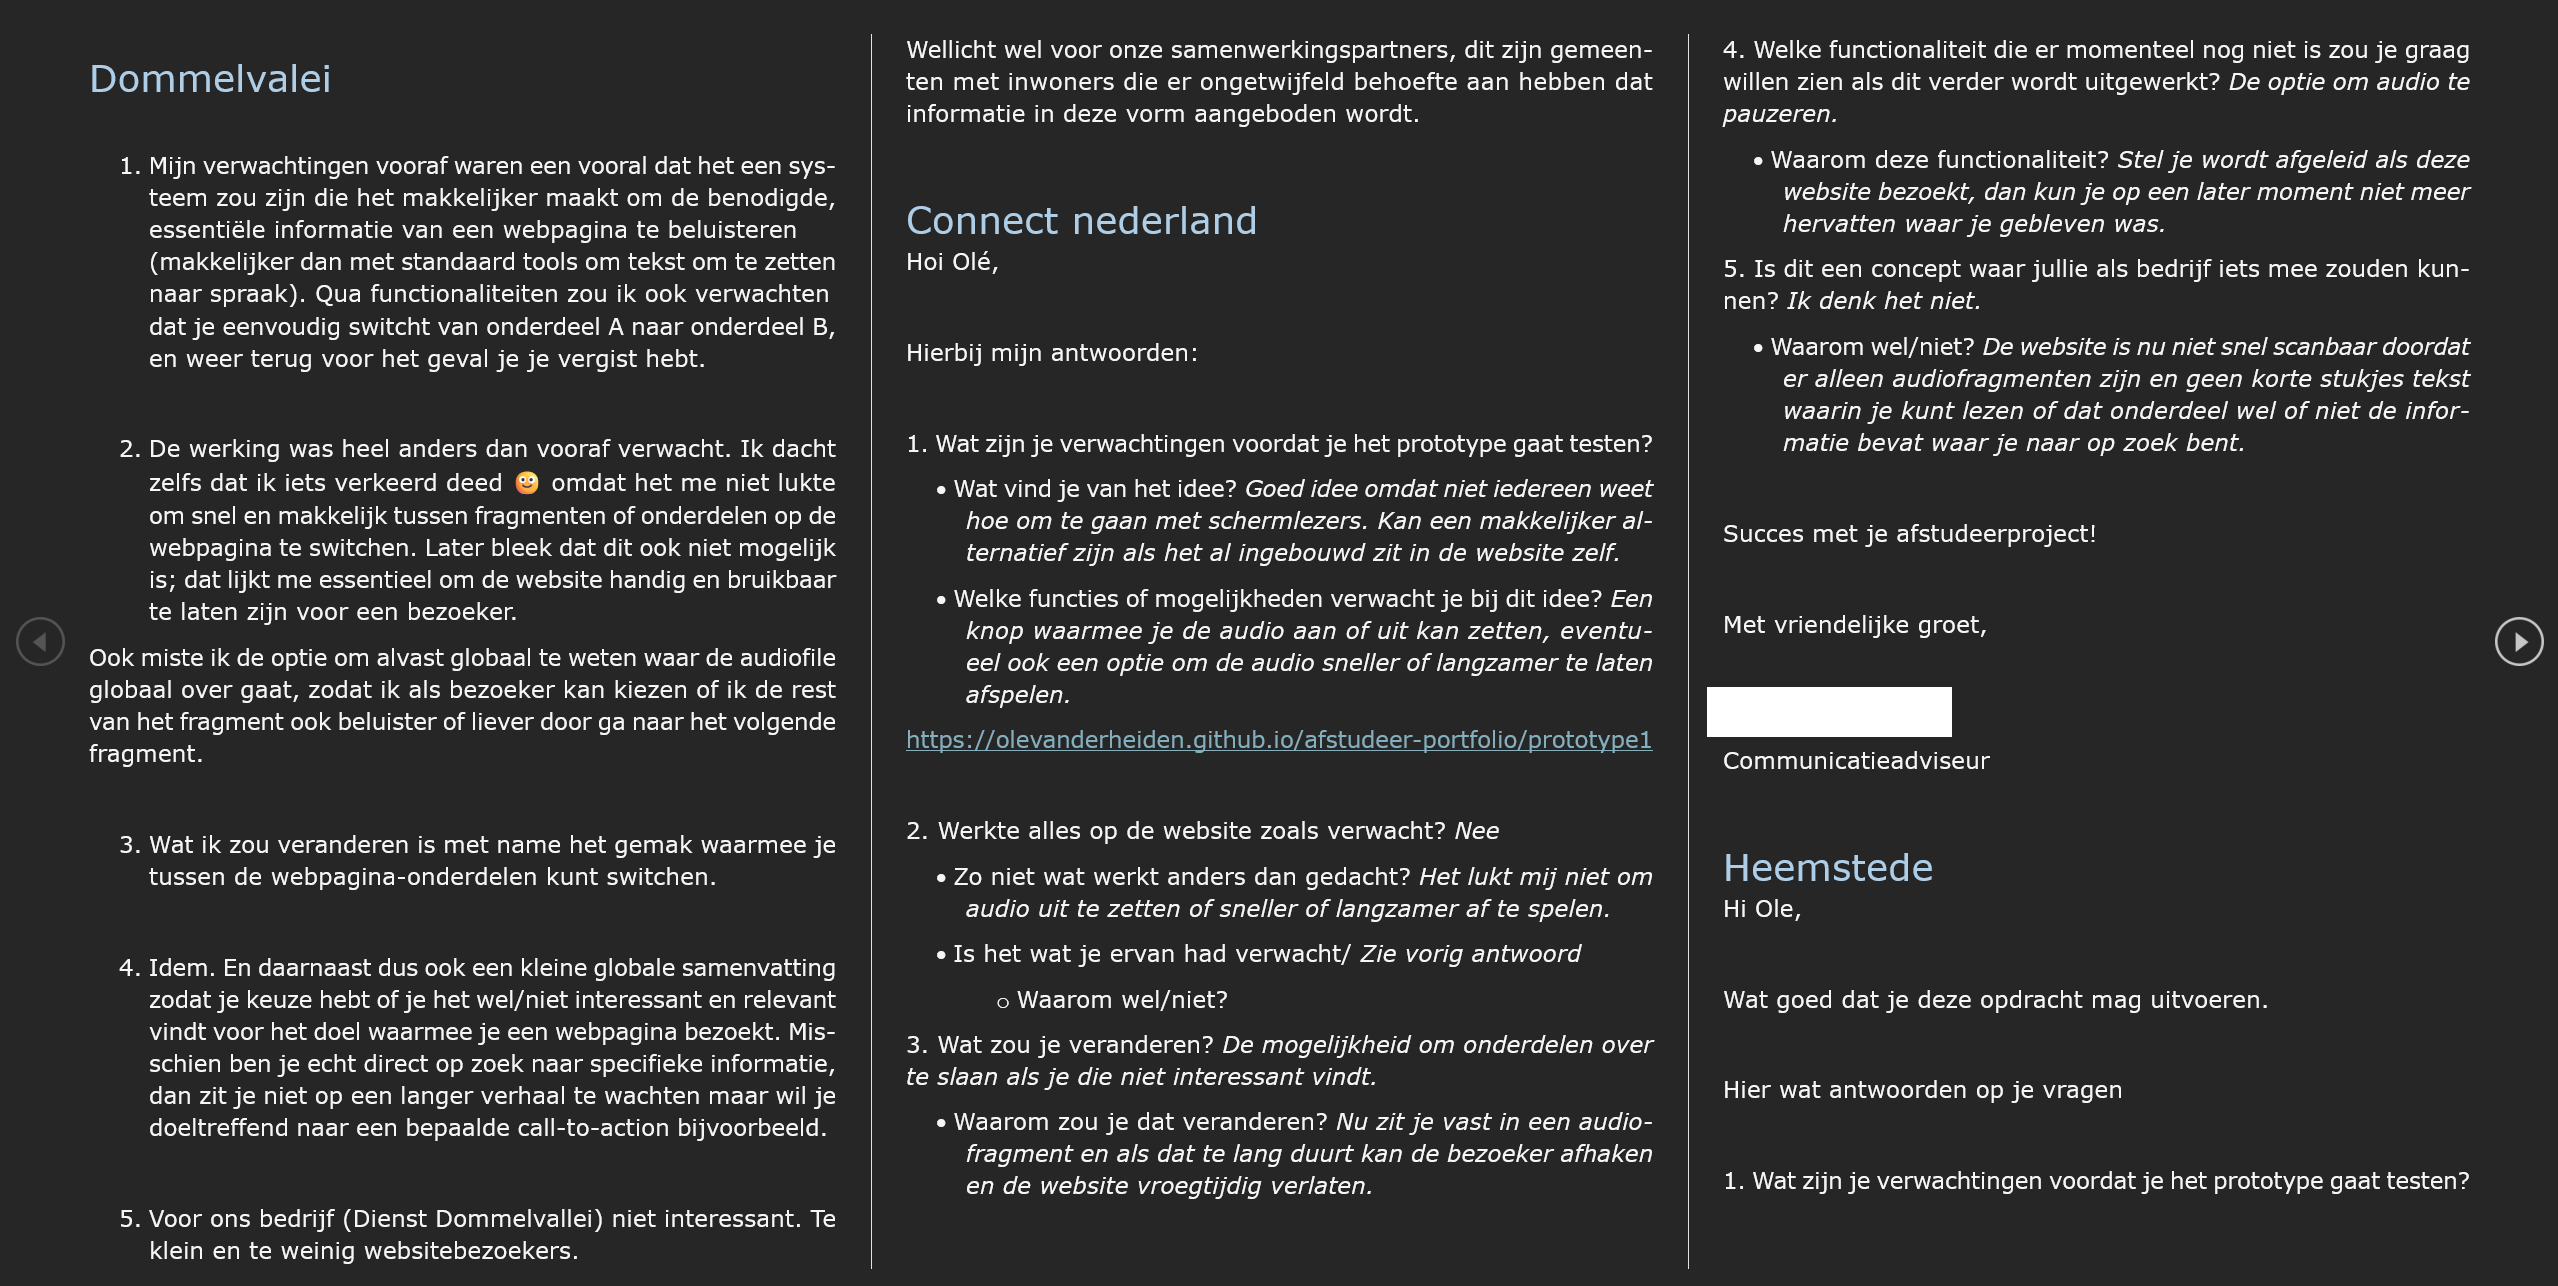 Dommelvalei
1. Mijn verwachtingen vooraf waren een vooral dat het een sys-
teem zou zijn die het makkelijker maakt om de benodigde,
essentiële informatie van een webpagina te beluisteren
(makkelijker dan met standaard tools om tekst om te zetten
naar spraak). Qua functionaliteiten zou ik ook verwachten
dat je eenvoudig switcht van onderdeel A naar onderdeel B,
en weer terug voor het geval je je vergist hebt.
2. De werking was heel anders dan vooraf verwacht. Ik dacht
zelfs dat ik iets verkeerd deed 🙂 omdat het me niet lukte
om snel en makkelijk tussen fragmenten of onderdelen op de
webpagina te switchen. Later bleek dat dit ook niet mogelijk
is; dat lijkt me essentieel om de website handig en bruikbaar
te laten zijn voor een bezoeker.
Ook miste ik de optie om alvast globaal te weten waar de audiofile
globaal over gaat, zodat ik als bezoeker kan kiezen of ik de rest
van het fragment ook beluister of liever door ga naar het volgende
fragment.
3. Wat ik zou veranderen is met name het gemak waarmee je
tussen de webpagina-onderdelen kunt switchen.
4. Idem. En daarnaast dus ook een kleine globale samenvatting
zodat je keuze hebt of je het wel/niet interessant en relevant
vindt voor het doel waarmee je een webpagina bezoekt. Mis-
schien ben je echt direct op zoek naar specifieke informatie,
dan zit je niet op een langer verhaal te wachten maar wil je
doeltreffend naar een bepaalde call-to-action bijvoorbeeld.
5. Voor ons bedrijf (Dienst Dommelvallei) niet interessant. Te
klein en te weinig websitebezoekers.
Wellicht wel voor onze samenwerkingspartners, dit zijn gemeen-
ten met inwoners die er ongetwijfeld behoefte aan hebben dat
informatie in deze vorm aangeboden wordt.
Connect nederland
Hoi Olé,
Hierbij mijn antwoorden:
1. Wat zijn je verwachtingen voordat je het prototype gaat testen?
• Wat vind je van het idee? Goed idee omdat niet iedereen weet
hoe om te gaan met schermlezers. Kan een makkelijker al-
ternatief zijn als het al ingebouwd zit in de website zelf.
• Welke functies of mogelijkheden verwacht je bij dit idee? Een
knop waarmee je de audio aan of uit kan zetten, eventu-
eel ook een optie om de audio sneller of langzamer te laten
afspelen.
https://olevanderheiden.github.io/afstudeer-portfolio/prototype1
2. Werkte alles op de website zoals verwacht? Nee
• Zo niet wat werkt anders dan gedacht? Het lukt mij niet om
audio uit te zetten of sneller of langzamer af te spelen.
• Is het wat je ervan had verwacht/ Zie vorig antwoord
○ Waarom wel/niet?
3. Wat zou je veranderen? De mogelijkheid om onderdelen over
te slaan als je die niet interessant vindt.
• Waarom zou je dat veranderen? Nu zit je vast in een audio-
fragment en als dat te lang duurt kan de bezoeker afhaken
en de website vroegtijdig verlaten.
4. Welke functionaliteit die er momenteel nog niet is zou je graag
willen zien als dit verder wordt uitgewerkt? De optie om audio te
pauzeren.
• Waarom deze functionaliteit? Stel je wordt afgeleid als deze
website bezoekt, dan kun je op een later moment niet meer
hervatten waar je gebleven was.
5. Is dit een concept waar jullie als bedrijf iets mee zouden kun-
nen? Ik denk het niet.
• Waarom wel/niet? De website is nu niet snel scanbaar doordat
er alleen audiofragmenten zijn en geen korte stukjes tekst
waarin je kunt lezen of dat onderdeel wel of niet de infor-
matie bevat waar je naar op zoek bent.
Succes met je afstudeerproject!
Met vriendelijke groet,
Communicatieadviseur
Heemstede
Hi Ole,
Wat goed dat je deze opdracht mag uitvoeren.
Hier wat antwoorden op je vragen
1. Wat zijn je verwachtingen voordat je het prototype gaat testen?